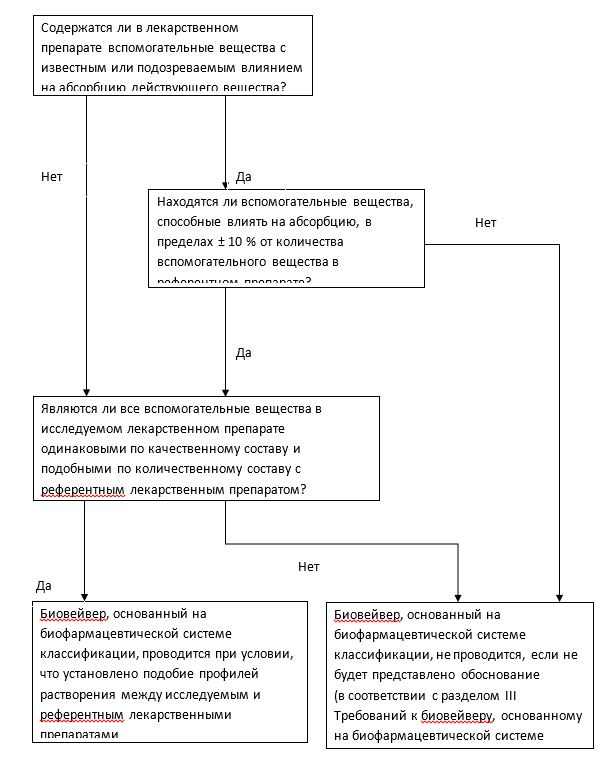 Содержатся ли в лекарственном
препарате вспомогательные вещества с
известным или подозреваемым влиянием
на абсорбцию действующего вещества?
Нет
Да
Находятся ли вспомогательные вещества,
способные влиять на абсорбцию, в
пределах ± 10 % от количества
вспомогательного вещества в
референтном препарате?
Нет
Да
Являются ли все вспомогательные вещества в
исследуемом лекарственном препарате
одинаковыми по качественному составу и
подобными по количественному составу с
референтным лекарственным препаратом?
Нет
Да
Биовейвер, основанный на
биофармацевтической системе
классификации, проводится при условии,
что установлено подобие профилей
растворения между исследуемым и
референтным лекарственными
препаратами
Биовейвер, основанный на
биофармацевтической системе
классификации, не проводится, если не
будет представлено обоснование
(в соответствии с разделом III
Требований к биовейверу, основанному
на биофармацевтической системе